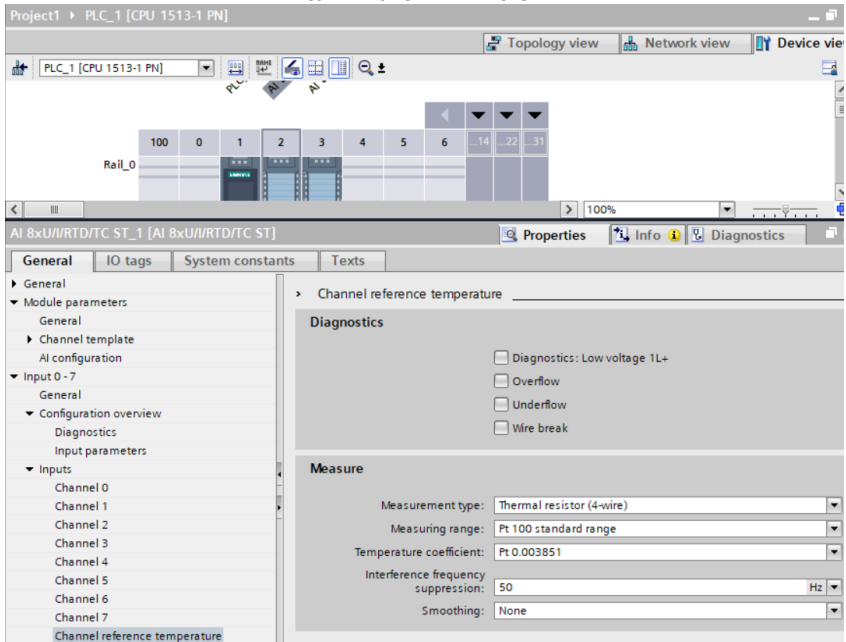 Project1 ▸ PLC_1 [CPU 1513-1 PN]
Topology view Network view Device vie
PLC_1 [CPU 1513-1 PN]
100 0 1 2 3 4 5 6 ...14 ...22 ...31
Rail_0
100%
AI 8xU/I/RTD/TC ST_1 [AI 8xU/I/RTD/TC ST]
Properties Info Diagnostics
General IO tags System constants Texts
General
Module parameters
General
Channel template
AI configuration
Input 0 - 7
General
Configuration overview
Diagnostics
Input parameters
Inputs
Channel 0
Channel 1
Channel 2
Channel 3
Channel 4
Channel 5
Channel 6
Channel 7
Channel reference temperature
Channel reference temperature
Diagnostics
Diagnostics: Low voltage 1L+
Overflow
Underflow
Wire break
Measure
Measurement type: Thermal resistor (4-wire)
Measuring range: Pt 100 standard range
Temperature coefficient: Pt 0.003851
Interference frequency
suppression: 50 Hz
Smoothing: None